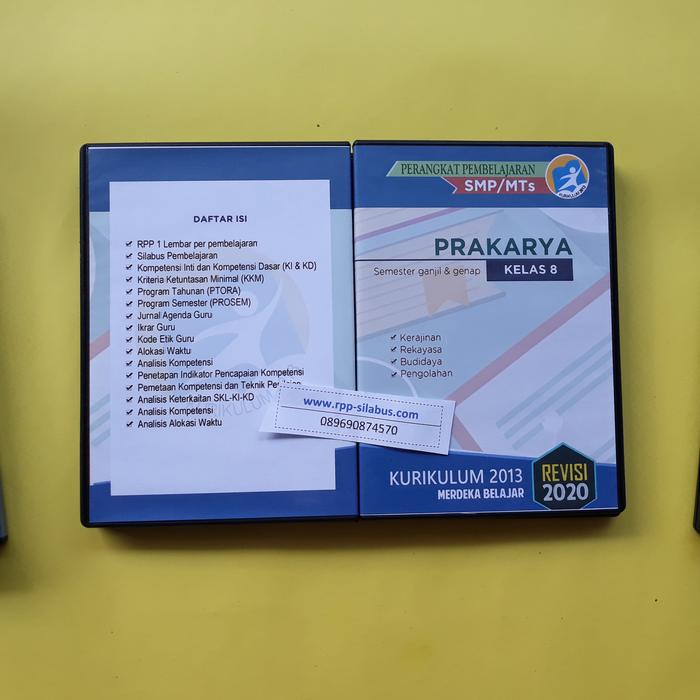 DAFTAR ISI
RPP 1 Lembar per pembelajaran
Silabus Pembelajaran
Kompetensi Inti dan Kompetensi Dasar (KI & KD)
Kriteria Ketuntasan Minimal (KKM)
Program Tahunan (PTORA)
Program Semester (PROSEM)
Jurnal Agenda Guru
Ikrar Guru
Kode Etik Guru
Alokasi Waktu
Analisis Kompetensi
Penetapan Indikator Pencapaian Kompetensi
Pemetaan Kompetensi dan Teknik
Analisis Keterkaitan SKL-KI-KD
Analisis Kompetensi
Analisis Alokasi Waktu
PERANGKAT PEMBELAJARAN
SMP/MTs
PRAKARYA
Semester ganjil & genap KELAS 8
Kerajinan
Rekayasa
Budidaya
Pengolahan
www.rpp-silabus.com
089690874570
KURIKULUM 2013
MERDEKA BELAJAR
REVISI
2020